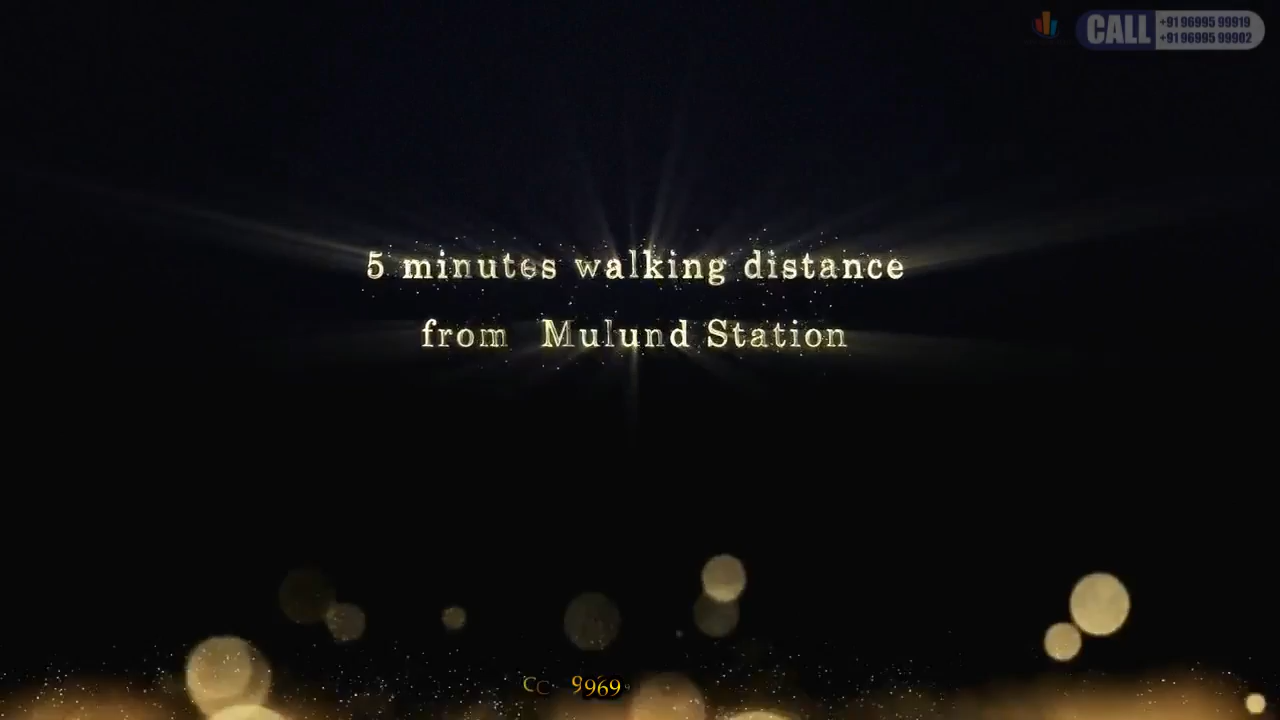 CALL
+91 96995 99919
+91 96995 99902
5 minutes walking distance
from Mulund Station
9969